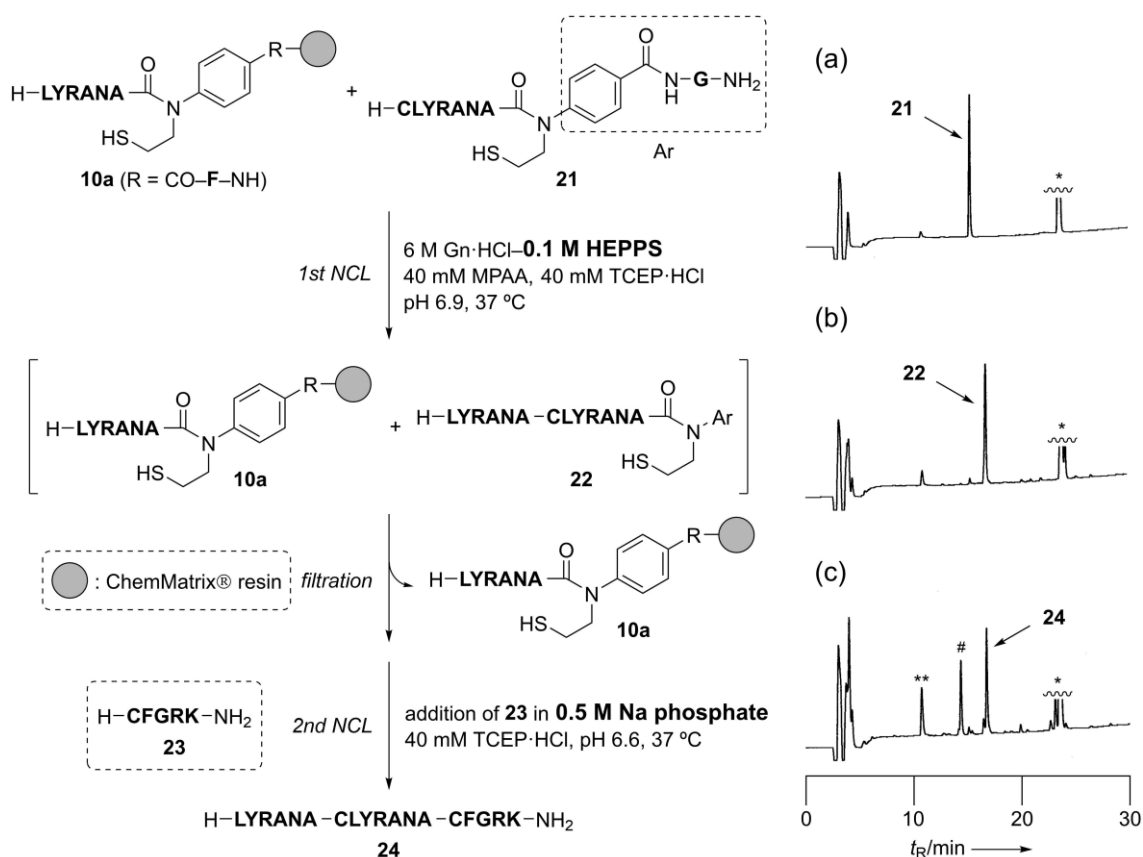 R
O
H–LYRANA
N
HS
10a (R = CO–F–NH)
+
O
N–G–NH2
H
O
H–CLYRANA
N
HS
Ar
21
1st NCL
6 M Gn·HCl–0.1 M HEPPS
40 mM MPAA, 40 mM TCEP·HCl
pH 6.9, 37 ºC
R
O
H–LYRANA
N
HS
10a
+
O
H–LYRANA–CLYRANA
N–Ar
HS
22
: ChemMatrix® resin
filtration
R
O
H–LYRANA
N
HS
10a
H–CFGRK–NH2
23
2nd NCL
addition of 23 in 0.5 M Na phosphate
40 mM TCEP·HCl, pH 6.6, 37 ºC
H–LYRANA–CLYRANA–CFGRK–NH2
24
(a)
21
*
(b)
22
*
(c)
24
#
**
*
0 10 20 30
tR/min